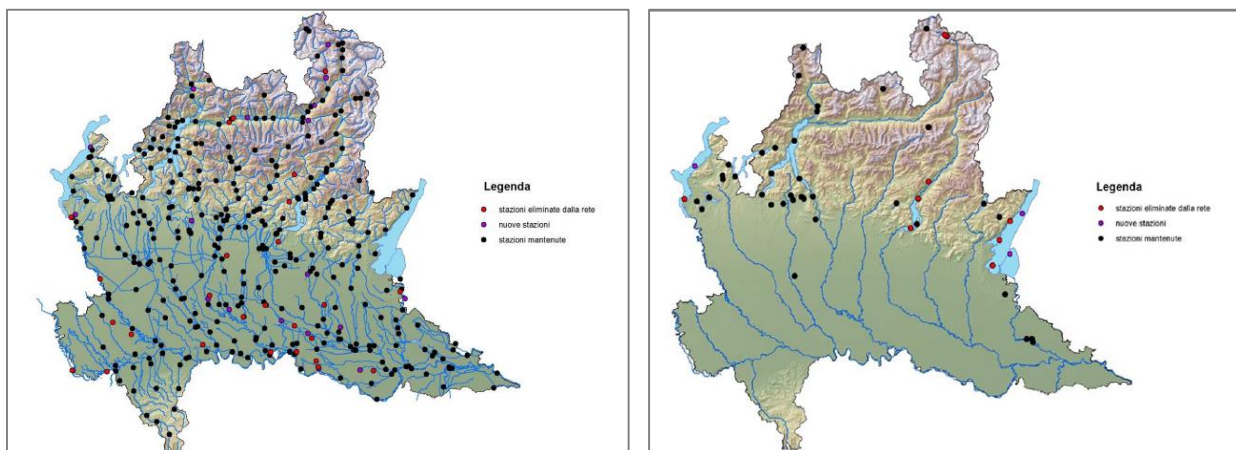 Legenda
stazioni eliminate dalla rete
nuove stazioni
stazioni mantenute
Legenda
stazioni eliminate dalla rete
nuove stazioni
stazioni mantenute